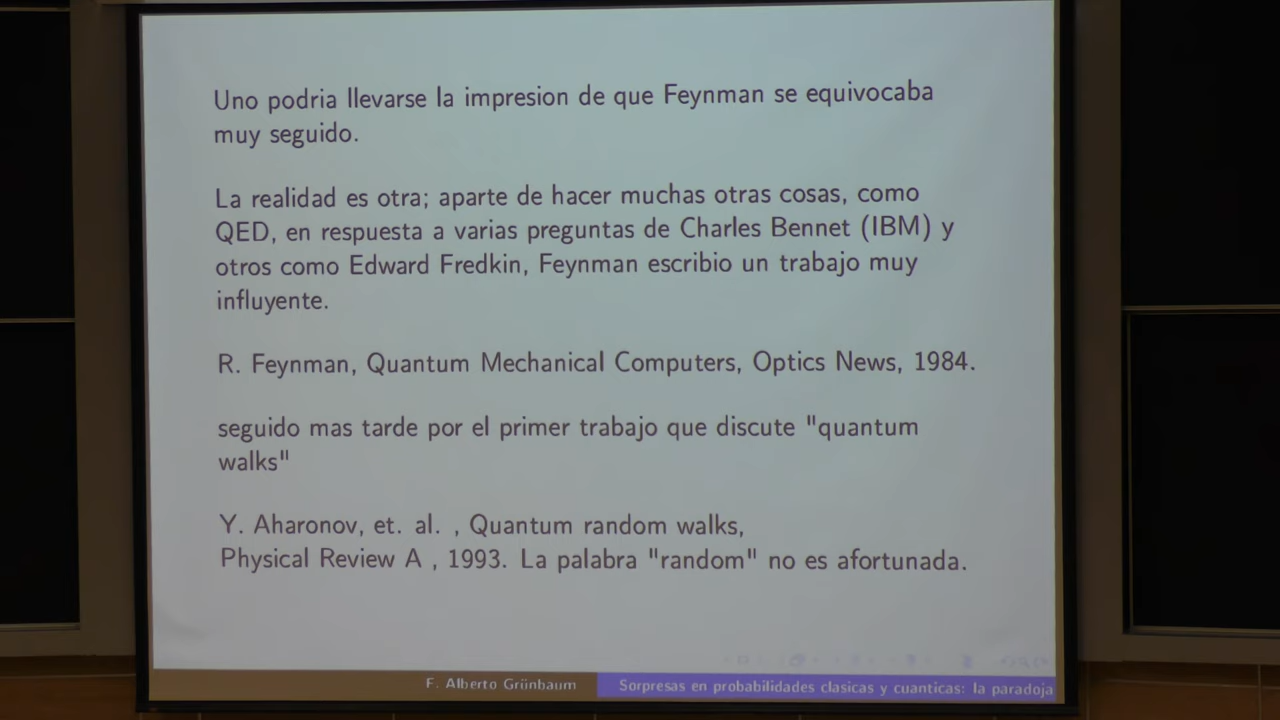 Uno podria llevarse la impresion de que Feynman se equivocaba
muy seguido.
La realidad es otra; aparte de hacer muchas otras cosas, como
QED, en respuesta a varias preguntas de Charles Bennet (IBM) y
otros como Edward Fredkin, Feynman escribio un trabajo muy
influyente.
R. Feynman, Quantum Mechanical Computers, Optics News, 1984.
seguido mas tarde por el primer trabajo que discute "quantum
walks"
Y. Aharonov, et. al. , Quantum random walks,
Physical Review A , 1993. La palabra "random" no es afortunada.
F. Alberto Grünbaum
Sorpresas en probabilidades clasicas y cuanticas: la paradoja